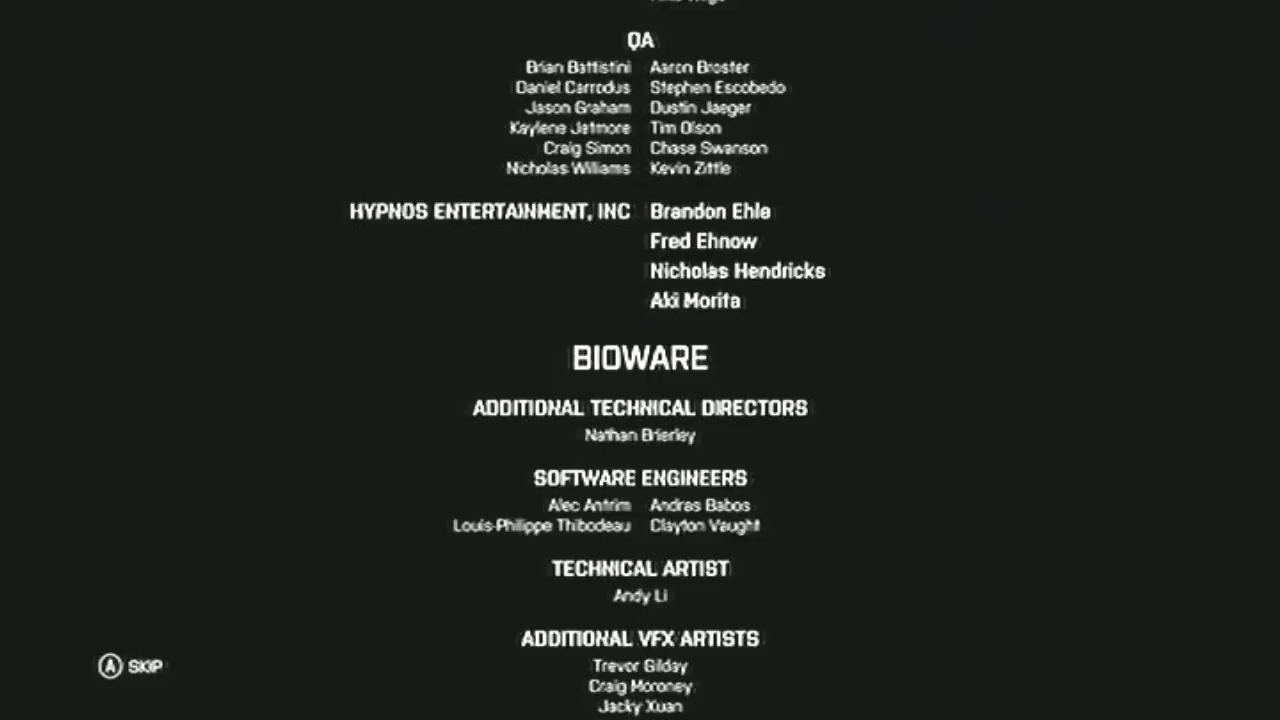 QA
Brian Battistini Aaron Broster
Daniel Carrodus Stephen Escobedo
Jason Graham Dustin Jaeger
Kaylene Jatmore Tim Olson
Craig Simon Chase Swanson
Nicholas Williams Kevin Zittle
HYPNOS ENTERTAINMENT, INC Brandon Ehle
Fred Ehnow
Nicholas Hendricks
Aki Morita
BIOWARE
ADDITIONAL TECHNICAL DIRECTORS
Nathan Brierley
SOFTWARE ENGINEERS
Alec Antrim Andras Babos
Louis-Philippe Thibodeau Clayton Vaught
TECHNICAL ARTIST
Andy Li
ADDITIONAL VFX ARTISTS
Trevor Gilday
A SKIP
Craig Moroney
Jacky Xuan